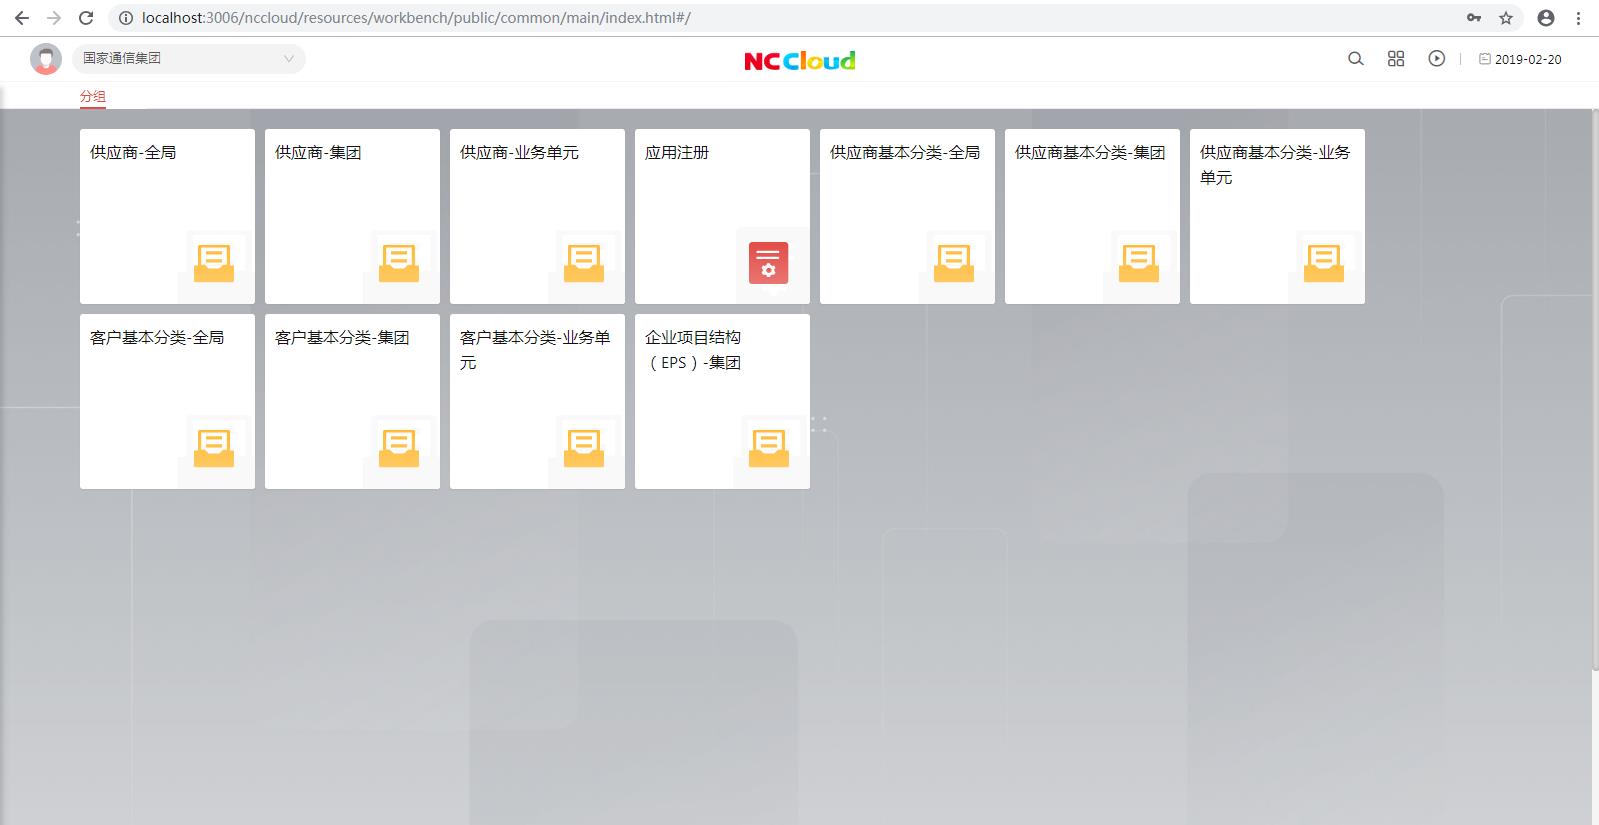 localhost:3006/nccloud/resources/workbench/public/common/main/index.html#/
国家通信集团
NC Cloud
2019-02-20
分组
供应商-全局
供应商-集团
供应商-业务单元
应用注册
供应商基本分类-全局
供应商基本分类-集团
供应商基本分类-业务
单元
客户基本分类-全局
客户基本分类-集团
客户基本分类-业务单
元
企业项目结构
（EPS）-集团